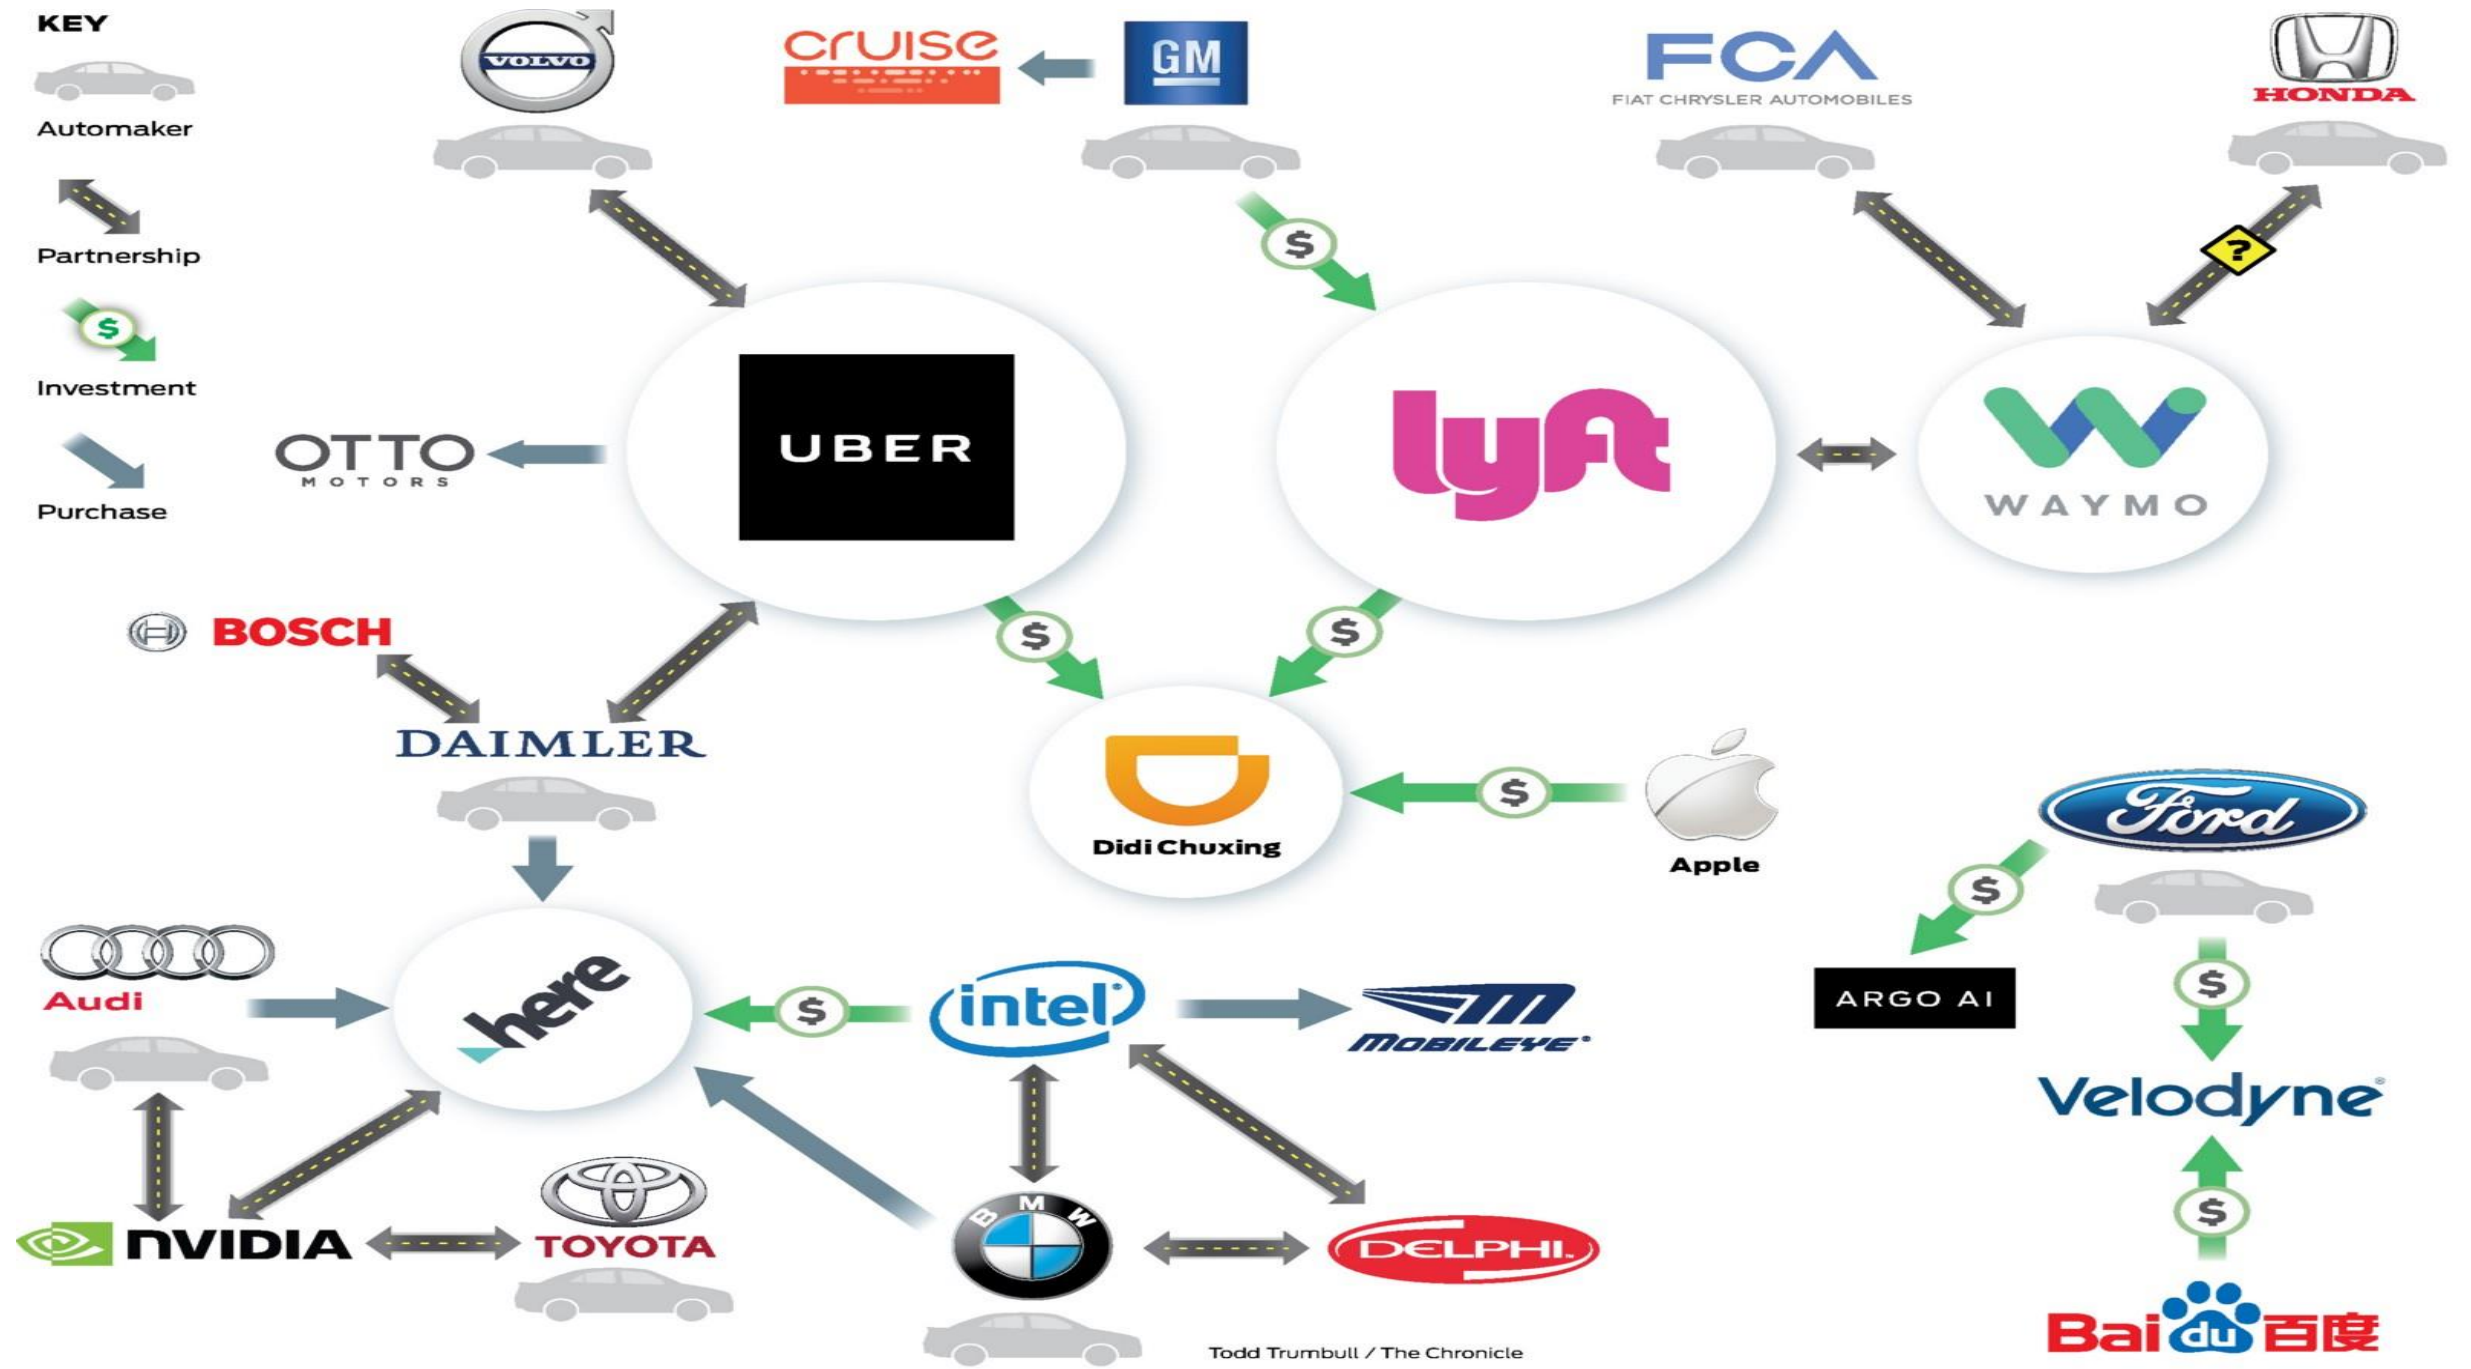 KEY
Automaker
Partnership
$
Investment
Purchase
VOLVO
cruise
GM
FCA
FIAT CHRYSLER AUTOMOBILES
HONDA
$
?
OTTO
MOTORS
UBER
lyft
WAYMO
BOSCH
$
$
DAIMLER
Didi Chuxing
$
Apple
Ford
$
ARGO AI
$
Velodyne®
$
Baidu百度
Audi
here
$
intel®
MOBILEYE®
NVIDIA
TOYOTA
BMW
DELPHI
Todd Trumbull / The Chronicle